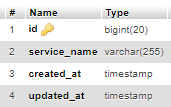 # Name Type
1 id bigint(20)
2 service_name varchar(255)
3 created_at timestamp
4 updated_at timestamp